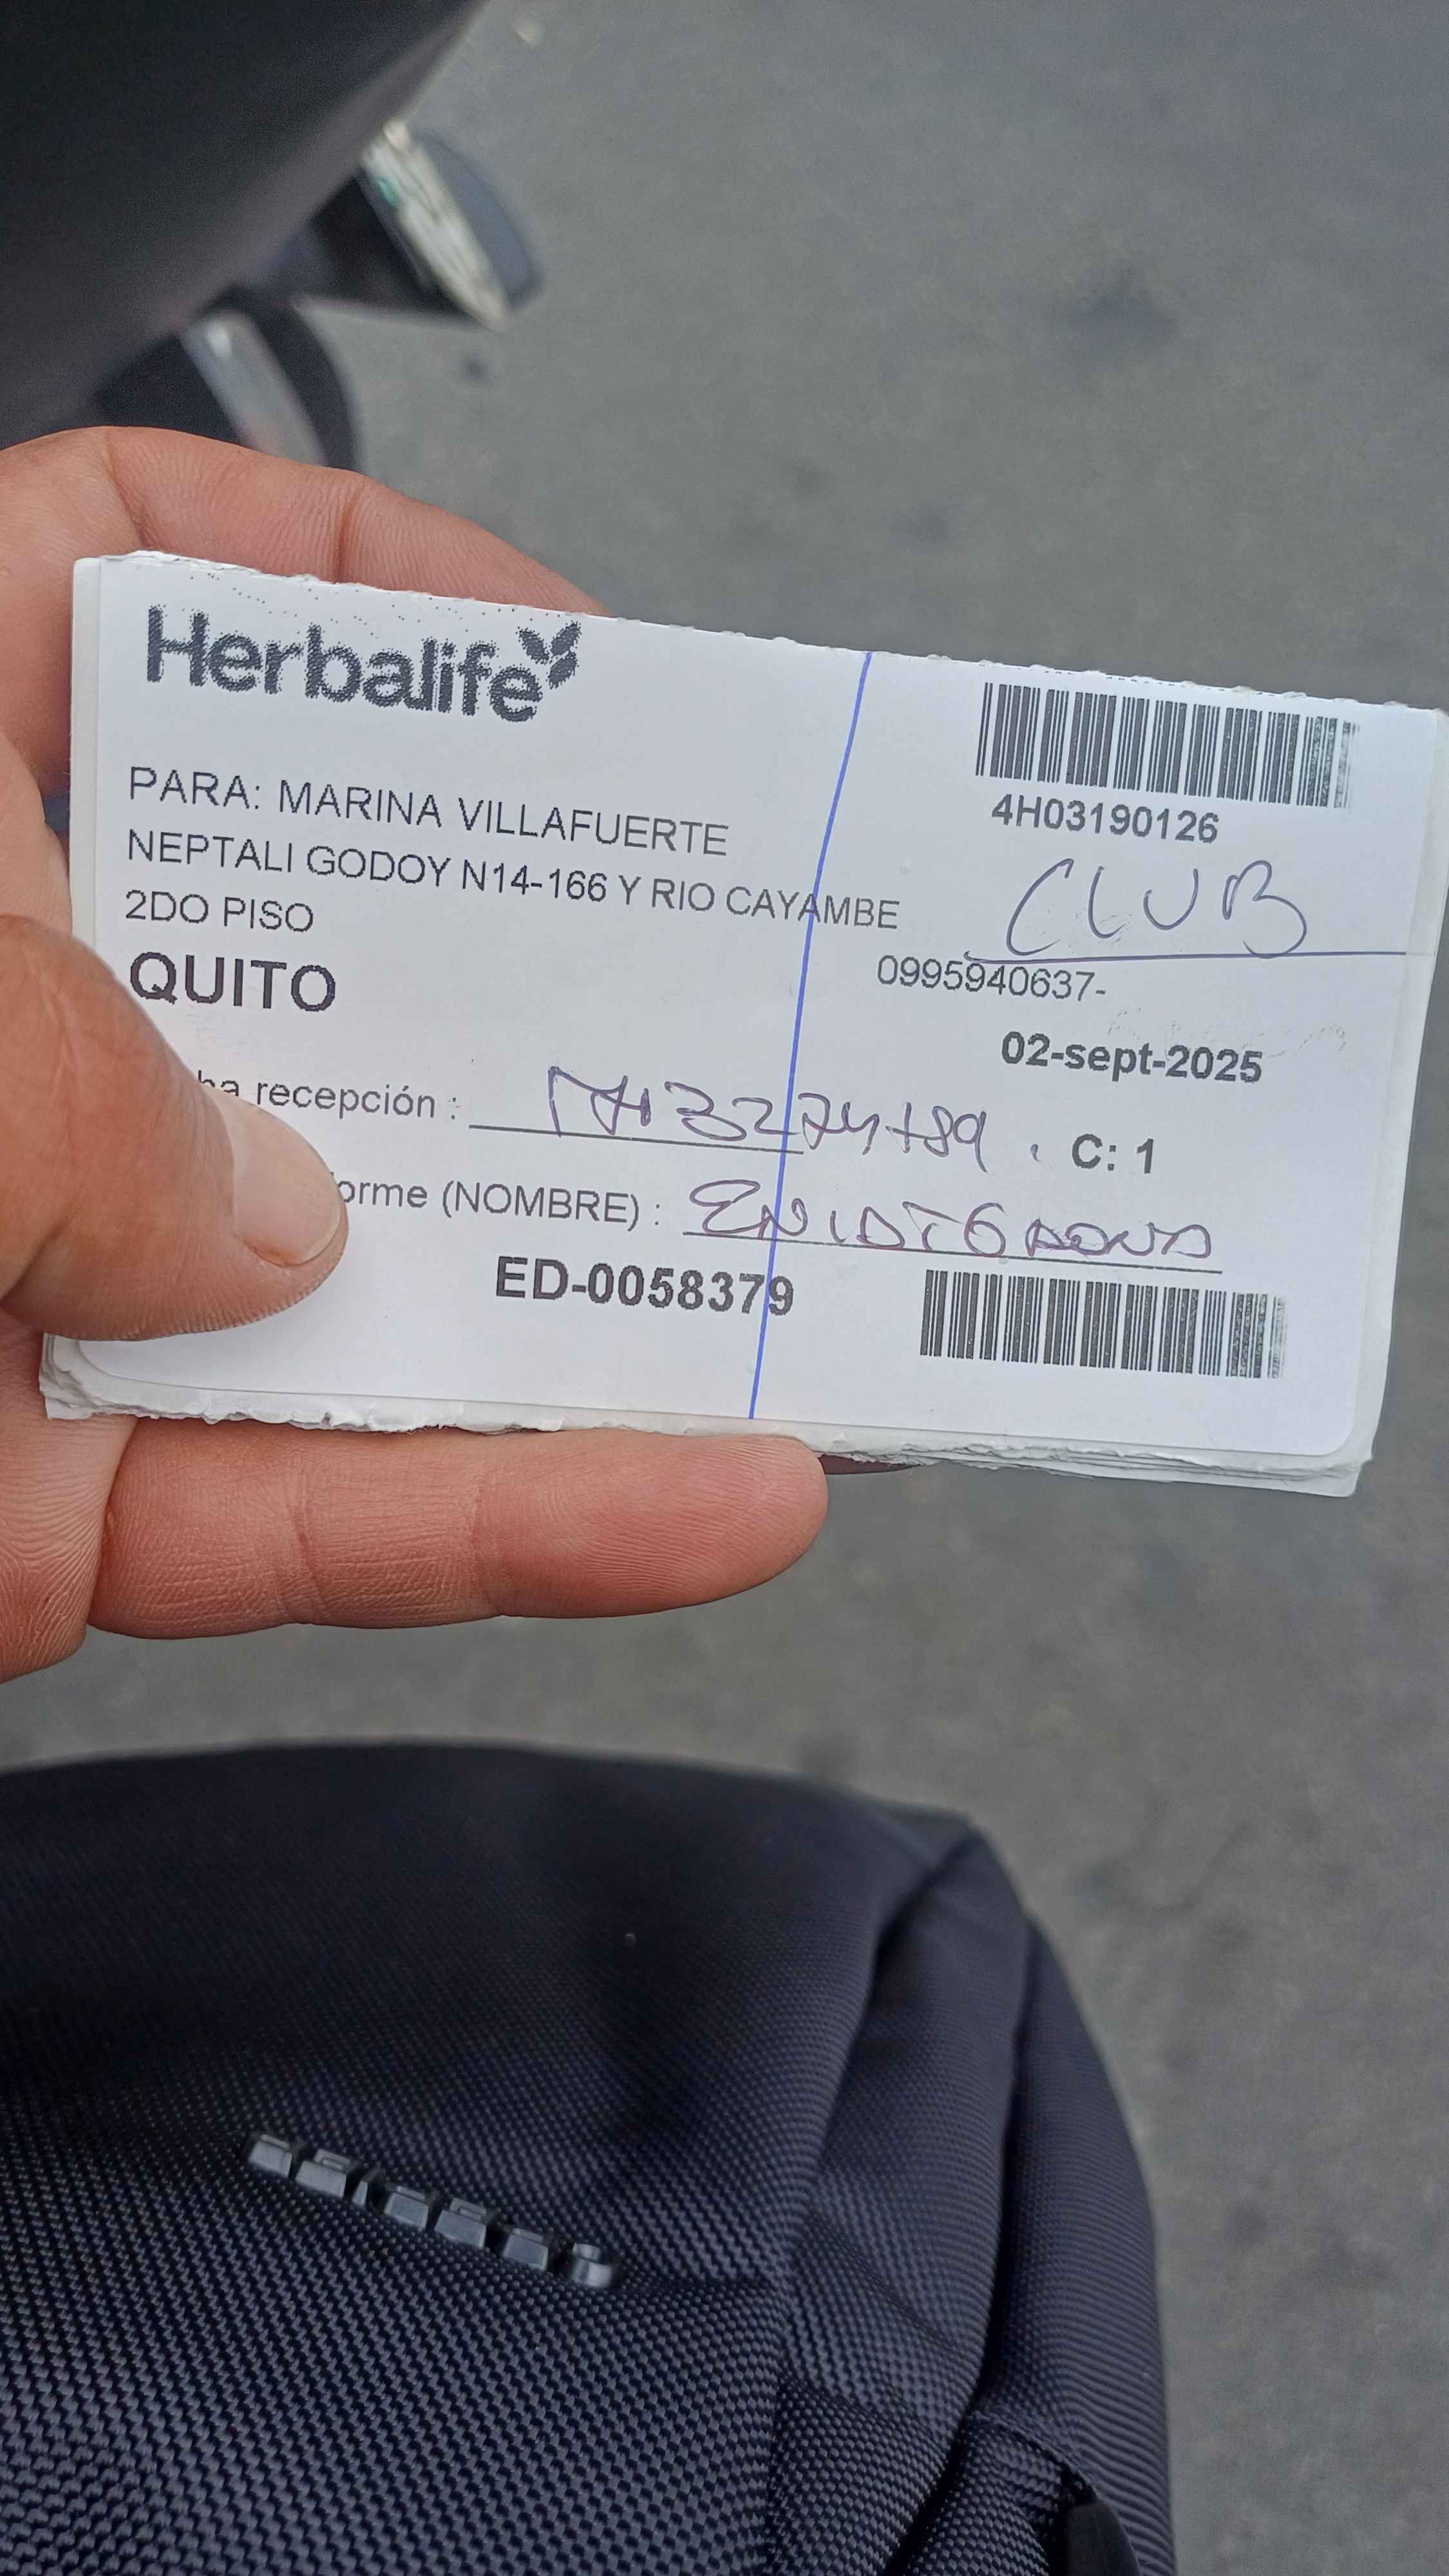 Herbalife
4H03190126
PARA: MARINA VILLAFUERTE
NEPTALI GODOY N14-166 Y RIO CAYAMBE
CLUB
2DO PISO
0995940637-
QUITO
02-sept-2025
ha recepción :
C: 1
orme (NOMBRE) :
ED-0058379